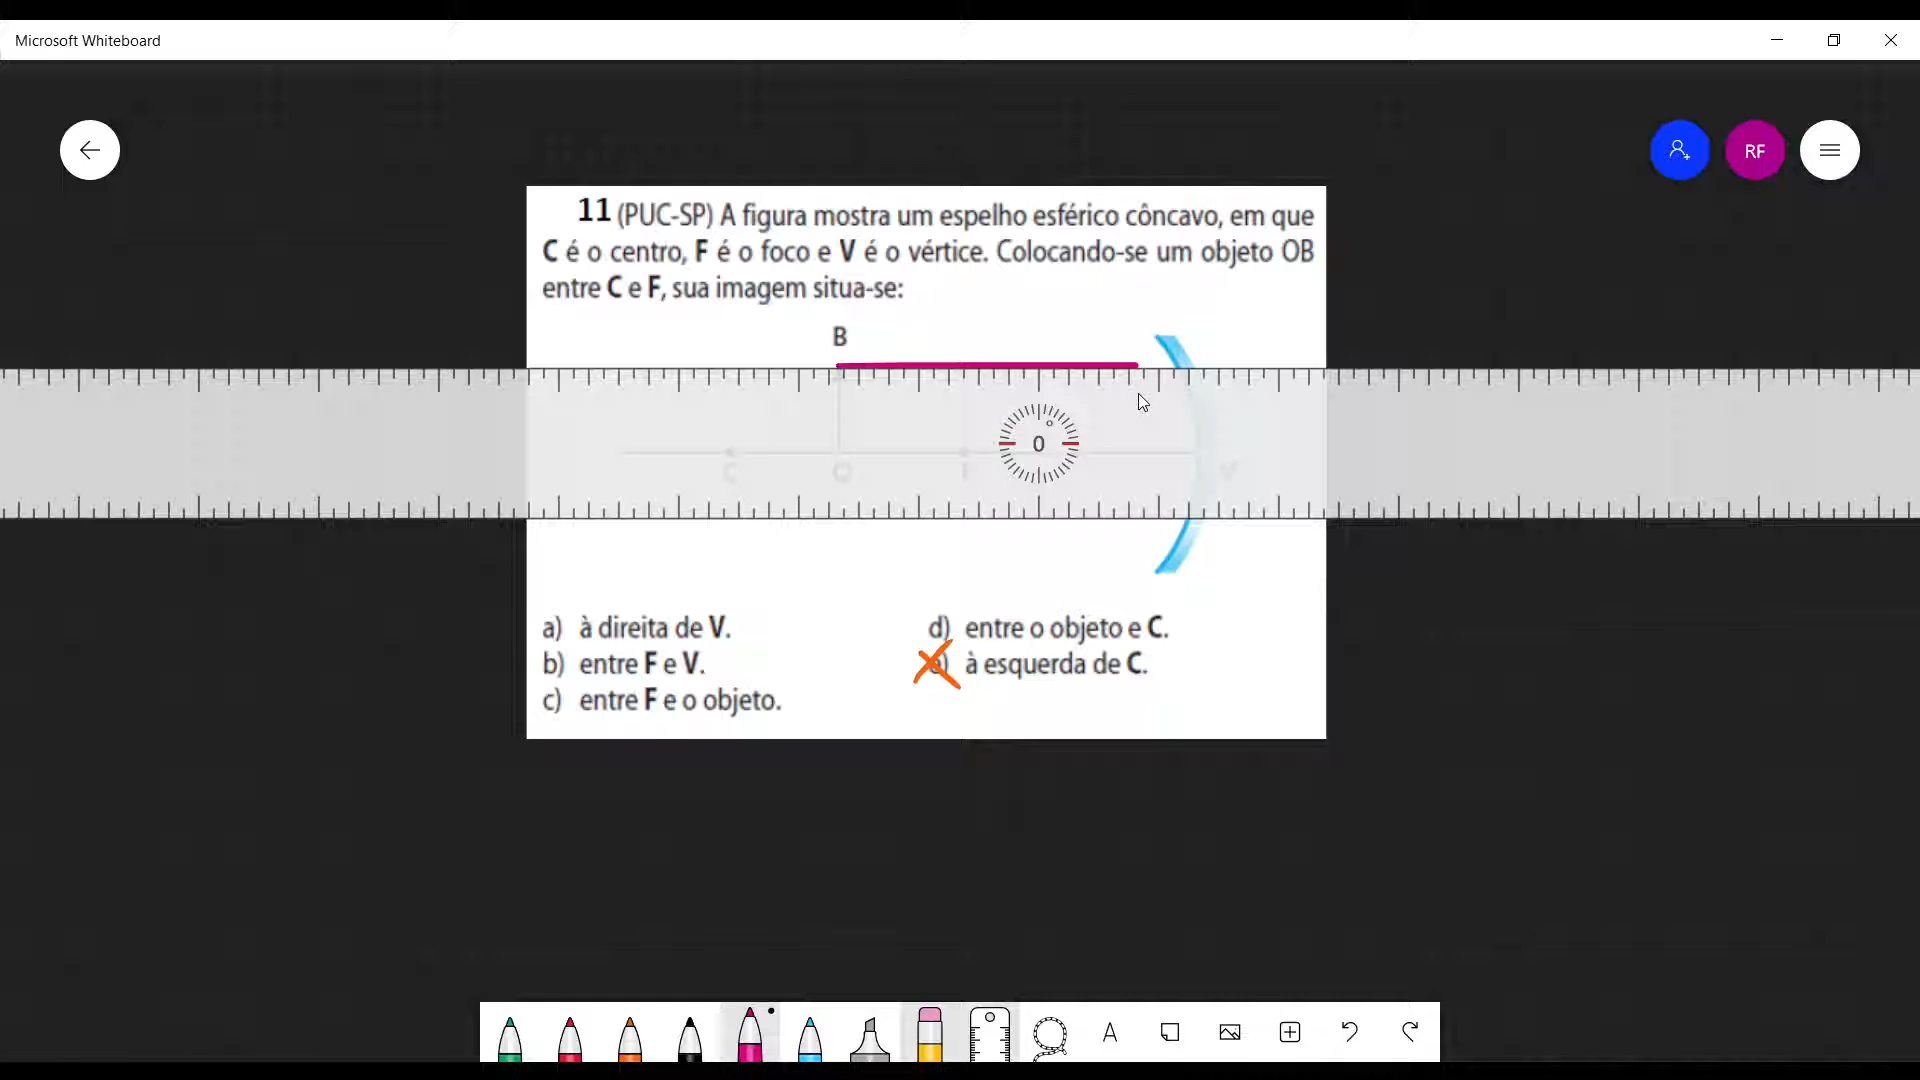 Microsoft Whiteboard
RF
11 (PUC-SP) A figura mostra um espelho esférico côncavo, em que
C é o centro, F é o foco e V é o vértice. Colocando-se um objeto OB
entre C e F, sua imagem situa-se:
B
0
C O F V
a) à direita de V.
b) entre F e V.
c) entre F e o objeto.
d) entre o objeto e C.
e) à esquerda de C.
A